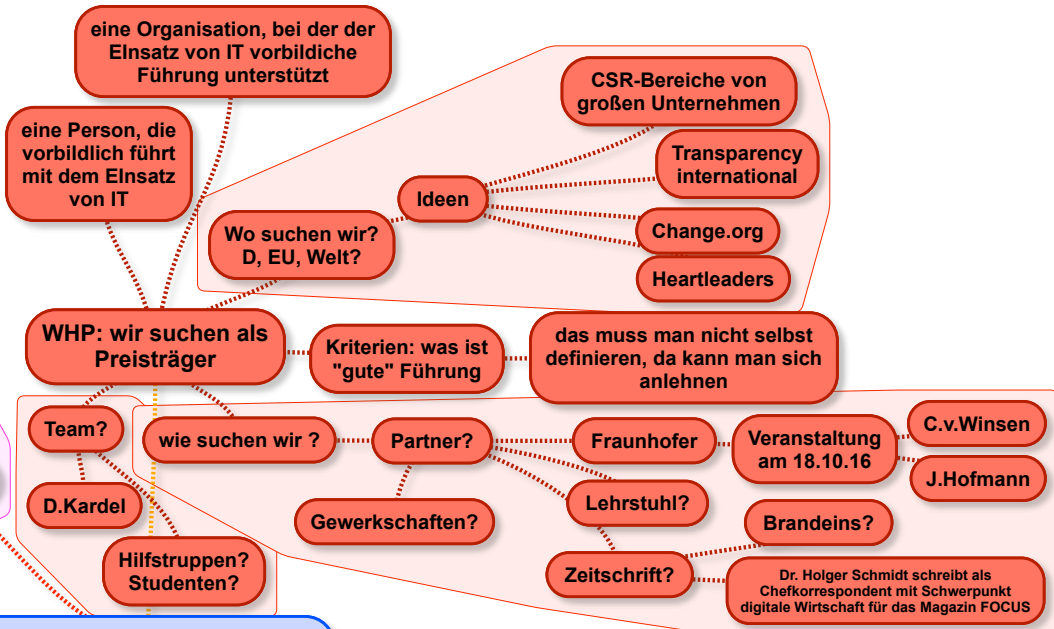 eine Organisation, bei der der
EInsatz von IT vorbildiche
Führung unterstützt
eine Person, die
vorbildlich führt
mit dem EInsatz
von IT
CSR-Bereiche von
großen Unternehmen
Transparency
international
Ideen
Change.org
Heartleaders
Wo suchen wir?
D, EU, Welt?
WHP: wir suchen als
Preisträger
Kriterien: was ist
"gute" Führung
das muss man nicht selbst
definieren, da kann man sich
anlehnen
Team?
D.Kardel
Hilfstruppen?
Studenten?
wie suchen wir ?
Partner?
Gewerkschaften?
Fraunhofer
Veranstaltung
am 18.10.16
C.v.Winsen
J.Hofmann
Lehrstuhl?
Zeitschrift?
Brandeins?
Dr. Holger Schmidt schreibt als
Chefkorrespondent mit Schwerpunkt
digitale Wirtschaft für das Magazin FOCUS